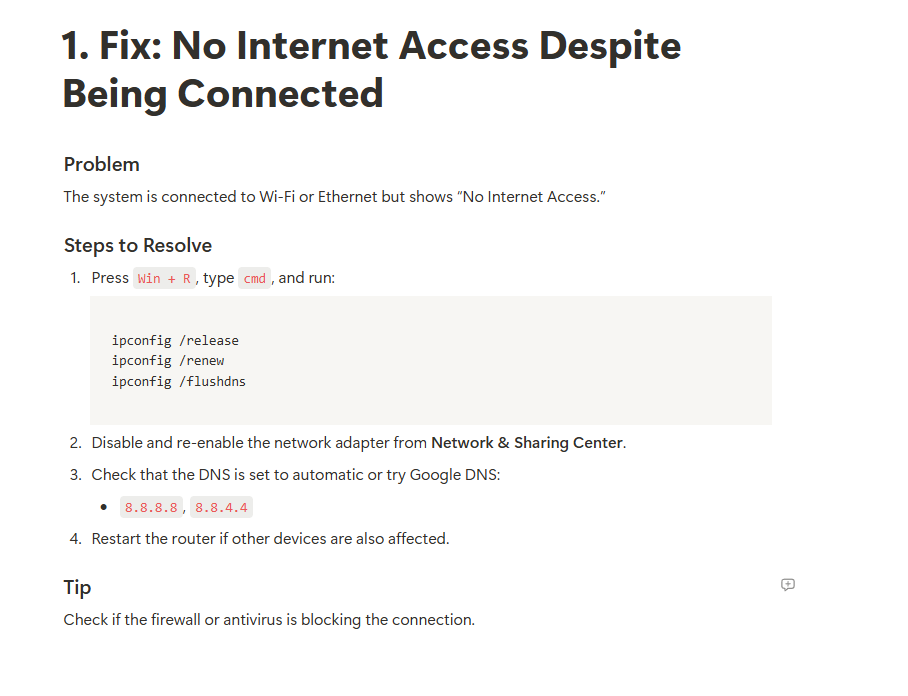 1. Fix: No Internet Access Despite
Being Connected
Problem
The system is connected to Wi-Fi or Ethernet but shows “No Internet Access.”
Steps to Resolve
1. Press Win + R, type cmd, and run:
ipconfig /release
ipconfig /renew
ipconfig /flushdns
2. Disable and re-enable the network adapter from Network & Sharing Center.
3. Check that the DNS is set to automatic or try Google DNS:
• 8.8.8.8, 8.8.4.4
4. Restart the router if other devices are also affected.
Tip
Check if the firewall or antivirus is blocking the connection.